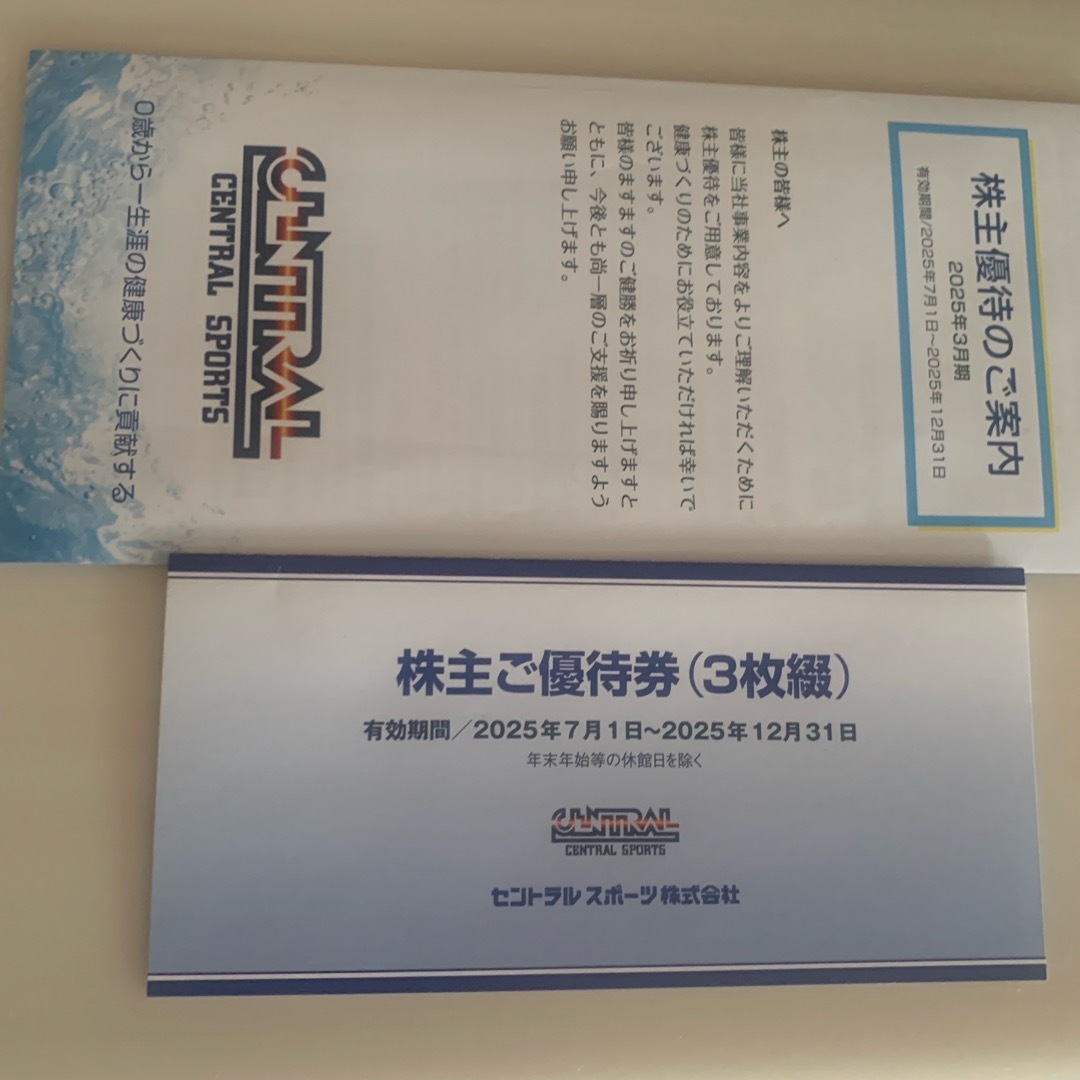 株主優待のご案内
2025年3月期
有効期間/2025年7月1日～2025年12月31日
株主の皆様へ
皆様に当社事業内容をよりご理解いただくために
株主優待をご用意しております。
健康づくりのためにお役立ていただければ幸いで
ございます。
皆様のますますのご健勝をお祈り申し上げますと
ともに、今後とも尚一層のご支援を賜りますよう
お願い申し上げます。
CENTRAL
CENTRAL SPORTS
0歳から一生涯の健康づくりに貢献する
株主ご優待券(3枚綴)
有効期間／2025年7月1日～2025年12月31日
年末年始等の休館日を除く
CENTRAL
CENTRAL SPORTS
セントラルスポーツ株式会社